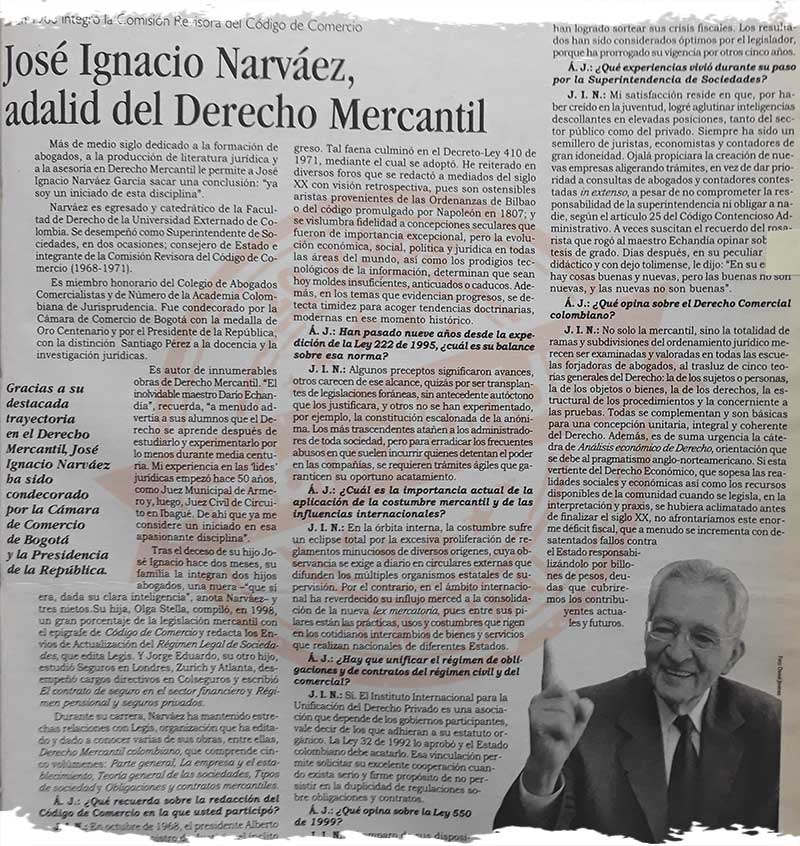 integró la Comisión Revisora del Código de Comercio
José Ignacio Narváez,
adalid del Derecho Mercantil
Más de medio siglo dedicado a la formación de
abogados, a la producción de literatura jurídica y
a la asesoría en Derecho Mercantil le permite a José
Ignacio Narváez García sacar una conclusión: “ya
soy un iniciado de esta disciplina”.
Narváez es egresado y catedrático de la Facul-
tad de Derecho de la Universidad Externado de Co-
lombia. Se desempeñó como Superintendente de So-
ciedades, en dos ocasiones; consejero de Estado e
integrante de la Comisión Revisora del Código de Co-
mercio (1968-1971).
Es miembro honorario del Colegio de Abogados
Comercialistas y de Número de la Academia Colom-
biana de Jurisprudencia. Fue condecorado por la
Cámara de Comercio de Bogotá con la medalla de
Oro Centenario y por el Presidente de la República,
con la distinción Santiago Pérez a la docencia y la
investigación jurídicas.
Gracias a su
destacada
trayectoria
en el Derecho
Mercantil, José
Ignacio Narváez
ha sido
condecorado
por la Cámara
de Comercio
de Bogotá
y la Presidencia
de la República.
Es autor de innumerables
obras de Derecho Mercantil. “El
inolvidable maestro Darío Echan-
día”, recuerda, “a menudo advertía
a sus alumnos que el De-
recho se aprende después de
estudiarlo y experimentarlo por
lo menos durante media centu-
ria. Mi experiencia en las ‘lides’
jurídicas empezó hace 50 años,
como Juez Municipal de Arme-
ro y, luego, Juez Civil de Circui-
to en Ibagué. De ahí que ya me
considere un iniciado en esa
apasionante disciplina”.
Tras el deceso de su hijo Jo-
sé Ignacio hace dos meses, su
familia la integran dos hijos
abogados, una nuera –“que sí
era, dada su clara inteligencia”, anota Narváez– y
tres nietos.Su hija, Olga Stella, compiló, en 1998,
un gran porcentaje de la legislación mercantil con
el epígrafe de Código de Comercio y redacta los En-
víos de Actualización del Régimen Legal de Socieda-
des, que edita Legis. Y Jorge Eduardo, su otro hijo,
estudió Seguros en Londres, Zurich y Atlanta, des-
empeñó cargos directivos en Colseguros y escribió
El contrato de seguro en el sector financiero y Régi-
men pensional y seguros privados.
Durante su carrera, Narváez ha mantenido estre-
chas relaciones con Legis, organización que ha edita-
do y dado a conocer varias de sus obras, entre ellas,
Derecho Mercantil colombiano, que comprende cin-
co volúmenes: Parte general, La empresa y el esta-
blecimiento, Teoría general de las sociedades, Tipos
de sociedad y Obligaciones y contratos mercantiles.
Á. J.: ¿Qué recuerda sobre la redacción del
Código de Comercio en la que usted participó?
J. I. N.: En octubre de 1968, el presidente Alberto
greso. Tal faena culminó en el Decreto-Ley 410 de
1971, mediante el cual se adoptó. He reiterado en
diversos foros que se redactó a mediados del siglo
XX con visión retrospectiva, pues son ostensibles
aristas provenientes de las Ordenanzas de Bilbao
o del código promulgado por Napoleón en 1807; y
se vislumbra fidelidad a concepciones seculares que
fueron de importancia excepcional, pero la evolu-
ción económica, social, política y jurídica en todas
las áreas del mundo, así como los prodigios tec-
nológicos de la información, determinan que sean
hoy moldes insuficientes, anticuados o caducos. Ade-
más, en los temas que evidencian progresos, se de-
tecta timidez para acoger tendencias doctrinarias,
modernas en ese momento histórico.
Á. J.: Han pasado nueve años desde la expe-
dición de la Ley 222 de 1995, ¿cuál es su balance
sobre esa norma?
J. I. N.: Algunos preceptos significaron avances,
otros carecen de ese alcance, quizás por ser transplan-
tes de legislaciones foráneas, sin antecedente autócto-
no que los justificara, y otros no se han experimentado,
por ejemplo, la constitución escalonada de la anóni-
ma. Los más trascendentes atañen a los administrado-
res de toda sociedad, pero para erradicar los frecuentes
abusos en que suelen incurrir quienes detentan el poder
en las compañías, se requieren trámites ágiles que ga-
ranticen su oportuno acatamiento.
Á. J.: ¿Cuál es la importancia actual de la
aplicación de la costumbre mercantil y de las
influencias internacionales?
J. I. N.: En la órbita interna, la costumbre sufre
un eclipse total por la excesiva proliferación de re-
glamentos minuciosos de diversos orígenes, cuya ob-
servancia se exige a diario en circulares externas que
difunden los múltiples organismos estatales de su-
pervisión. Por el contrario, en el ámbito internacio-
nal ha reverdecido su influjo merced a la consolida-
ción de la nueva lex mercatoria, pues entre sus pi-
lares están las prácticas, usos y costumbres que rigen
en los cotidianos intercambios de bienes y servicios
que realizan nacionales de diferentes Estados.
Á. J.: ¿Hay que unificar el régimen de obli-
gaciones y de contratos del régimen civil y del
comercial?
J. I. N.: Sí. El Instituto Internacional para la
Unificación del Derecho Privado es una asocia-
ción que depende de los gobiernos participantes,
vale decir de los que adhieran a su estatuto or-
gánico. La Ley 32 de 1992 lo aprobó y el Estado
colombiano debe acatarlo. Esa vinculación per-
mite solicitar su excelente cooperación cuan-
do exista serio y firme propósito de no per-
sistir en la duplicidad de regulaciones so-
bre obligaciones y contratos.
Á. J.: ¿Qué opina sobre la Ley 550
de 1999?
han logrado sortear sus crisis fiscales. Los resulta-
dos han sido considerados óptimos por el legislador,
porque ha prorrogado su vigencia por otros cinco años.
Á. J.: ¿Qué experiencias vivió durante su paso
por la Superintendencia de Sociedades?
J. I. N.: Mi satisfacción reside en que, por ha-
ber creído en la juventud, logré aglutinar inteligencias
descollantes en elevadas posiciones, tanto del sec-
tor público como del privado. Siempre ha sido un
semillero de juristas, economistas y contadores de
gran idoneidad. Ojalá propiciara la creación de nue-
vas empresas aligerando trámites, en vez de dar priori-
dad a consultas de abogados y contadores contes-
tadas in extenso, a pesar de no comprometer la res-
ponsabilidad de la superintendencia ni obligar a na-
die, según el artículo 25 del Código Contencioso Ad-
ministrativo. A veces suscitan el recuerdo del rosa-
rista que rogó al maestro Echandía opinar sob
tesis de grado. Días después, en su peculiar
didáctico y con dejo tolimense, le dijo: “En su e
hay cosas buenas y nuevas, pero las buenas no son
nuevas, y las nuevas no son buenas”.
Á. J.: ¿Qué opina sobre el Derecho Comercial
colombiano?
J. I. N.: No solo la mercantil, sino la totalidad de
ramas y subdivisiones del ordenamiento jurídico me-
recen ser examinadas y valoradas en todas las escue-
las forjadoras de abogados, al trasluz de cinco teo-
rías generales del Derecho: la de los sujetos o personas,
la de los objetos o bienes, la de los derechos, la es-
tructural de los procedimientos y la concerniente a
las pruebas. Todas se complementan y son básicas
para una concepción unitaria, integral y coherente
del Derecho. Además, es de suma urgencia la cáte-
dra de Análisis económico de Derecho, orientación que
se debe al pragmatismo anglo-norteamericano. Si esta
vertiente del Derecho Económico, que sopesa las rea-
lidades sociales y económicas así como los recursos
disponibles de la comunidad cuando se legisla, en la
interpretación y praxis, se hubiera aclimatado antes
de finalizar el siglo XX, no afrontaríamos este enor-
me déficit fiscal, que a menudo se incrementa con de-
satentados fallos contra
el Estado responsabi-
lizándolo por billo-
nes de pesos, deu-
das que cubrire-
mos los contribu-
yentes actua-
les y futuros.